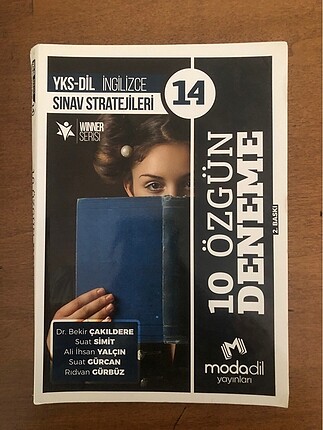 YKS-DİL İNGİLİZCE
SINAV STRATEJİLERİ
14
WINNER
SERİSİ
10 ÖZGÜN
DENEME
2. BASKI
Dr. Bekir ÇAKILDERE
Suat SİMİT
Ali İhsan YALÇIN
Suat GÜRCAN
Rıdvan GÜRBÜZ
modadil
yayınları